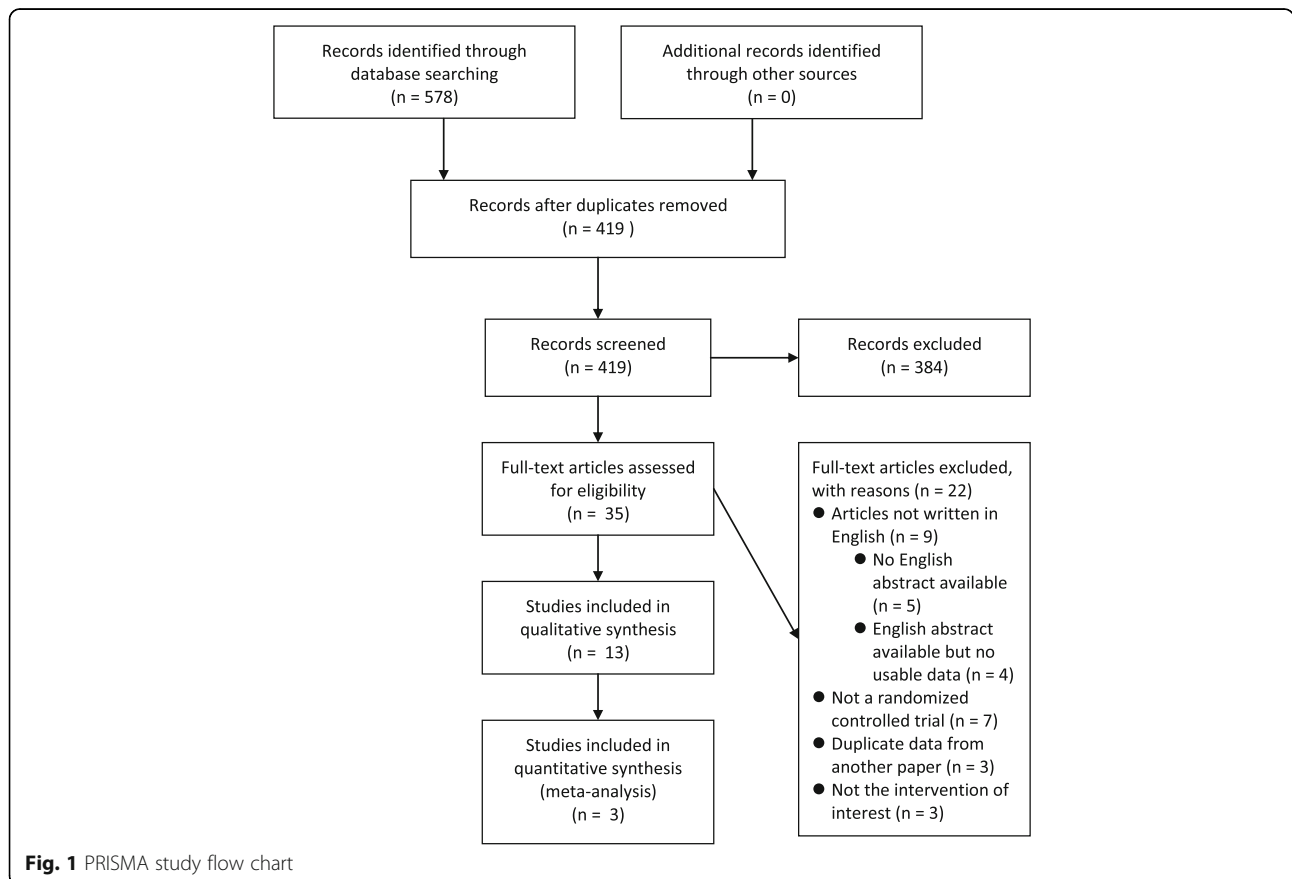 Records identified through
database searching
(n = 578)
Additional records identified
through other sources
(n = 0)
Records after duplicates removed
(n = 419 )
Records screened
(n = 419)
Records excluded
(n = 384)
Full-text articles assessed
for eligibility
(n = 35)
Full-text articles excluded,
with reasons (n = 22)
● Articles not written in
English (n = 9)
● No English
abstract available
(n = 5)
● English abstract
available but no
usable data (n = 4)
● Not a randomized
controlled trial (n = 7)
● Duplicate data from
another paper (n = 3)
● Not the intervention of
interest (n = 3)
Studies included in
qualitative synthesis
(n = 13)
Studies included in
quantitative synthesis
(meta-analysis)
(n = 3)
Fig. 1 PRISMA study flow chart